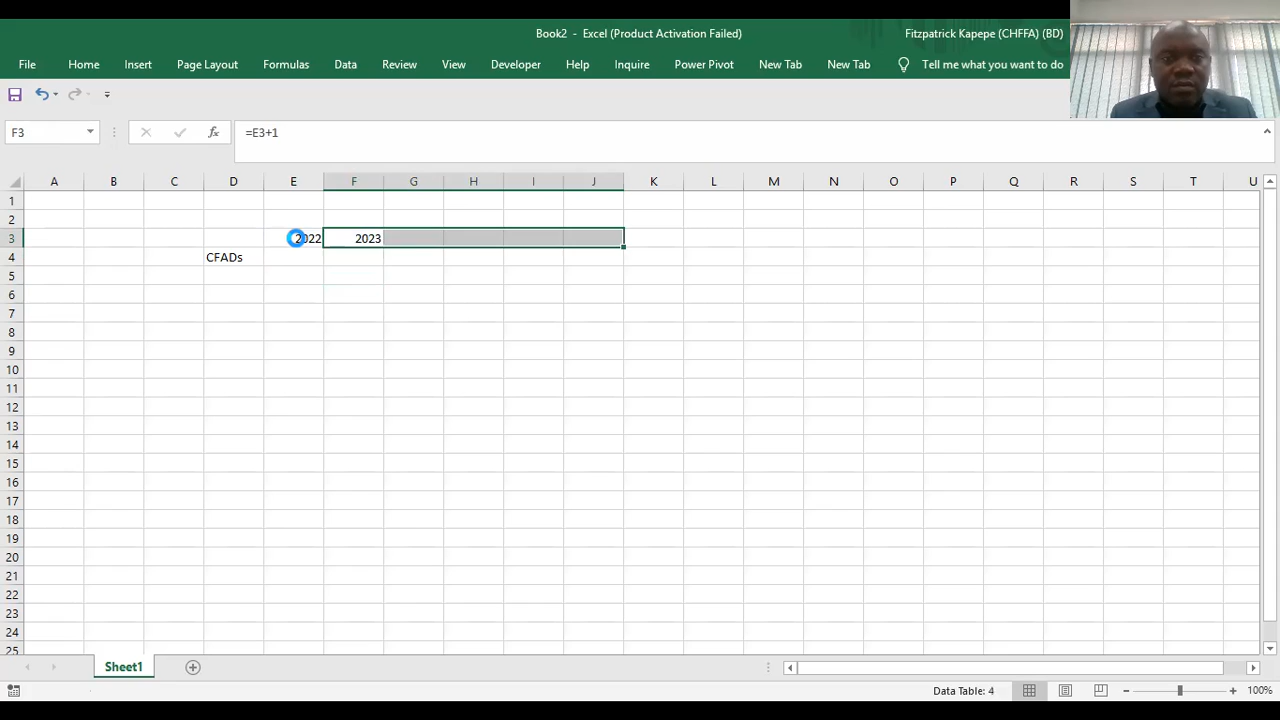 Book2 - Excel (Product Activation Failed)
Fitzpatrick Kapepe (CHFFA) (BD)
File Home Insert Page Layout Formulas Data Review View Developer Help Inquire Power Pivot New Tab New Tab Tell me what you want to do
F3 fx =E3+1
A B C D E F G H I J K L M N O P Q R S T U
1
2
3 2022 2023
4 CFADs
5
6
7
8
9
10
11
12
13
14
15
16
17
18
19
20
21
22
23
24
25
Sheet1
Data Table: 4 100%